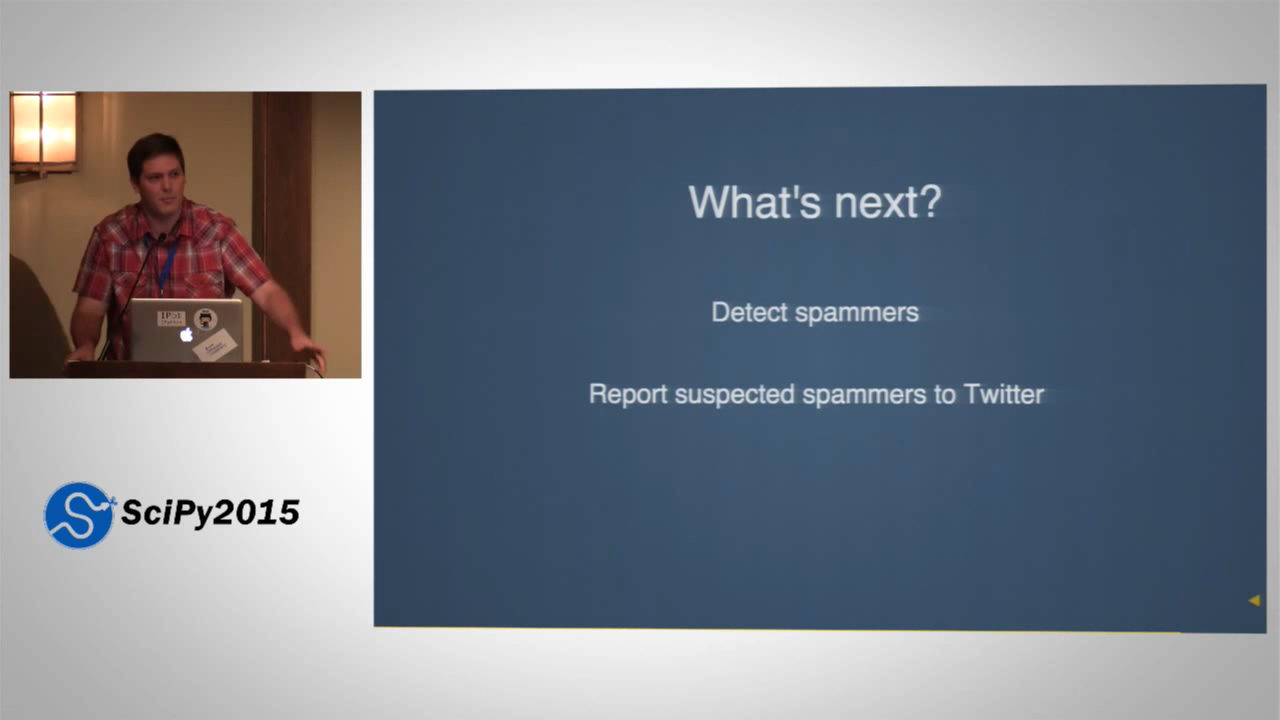 What's next?
Detect spammers
Report suspected spammers to Twitter
SciPy2015